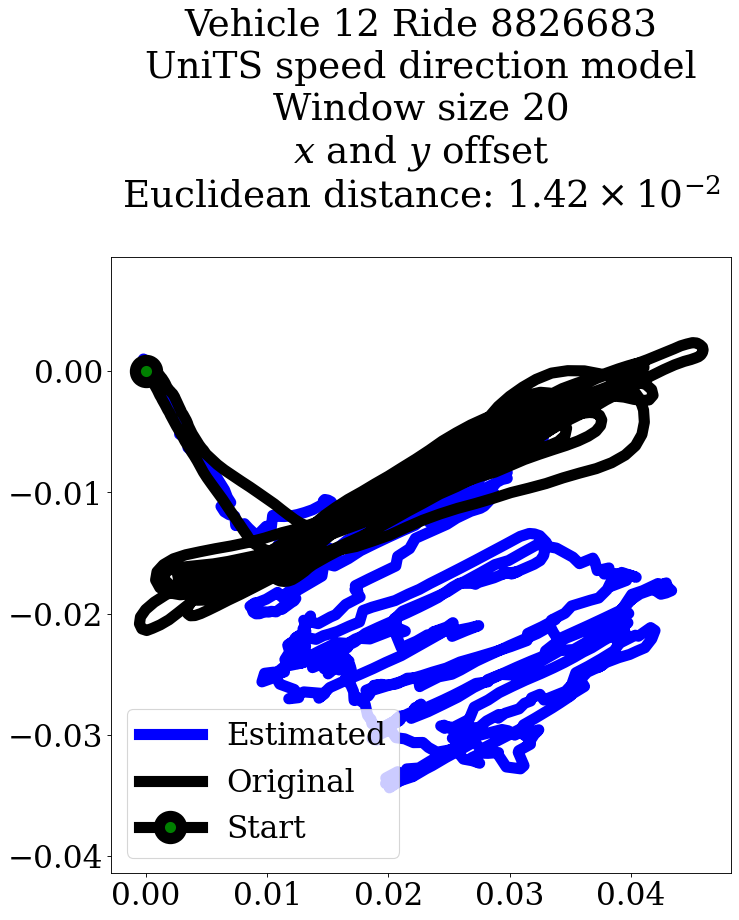 Vehicle 12 Ride 8826683
UniTS speed direction model
Window size 20
x and y offset
Euclidean distance: 1.42 × 10⁻²
0.00
−0.01
−0.02
−0.03
−0.04
Estimated
Original
Start
0.00 0.01 0.02 0.03 0.04